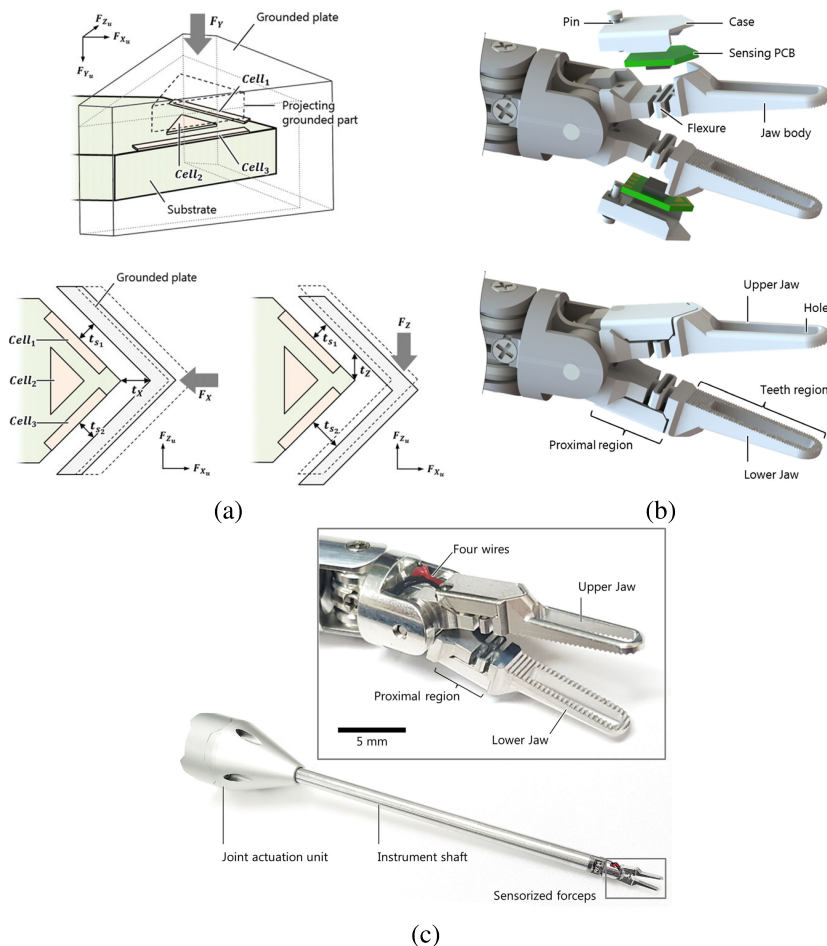 F_Zu
F_Xu
F_Yu
F_Y
Grounded plate
Cell_1
Projecting
grounded part
Cell_3
Cell_2
Substrate
Grounded plate
Cell_1
Cell_2
Cell_3
t_s1
t_X
t_s2
F_X
F_Zu
F_Xu
t_s1
t_Z
t_s2
F_Z
F_Zu
F_Xu
(a)
Pin
Case
Sensing PCB
Flexure
Jaw body
Upper Jaw
Hole
Teeth region
Proximal region
Lower Jaw
(b)
Four wires
Upper Jaw
Proximal region
Lower Jaw
5 mm
Joint actuation unit
Instrument shaft
Sensorized forceps
(c)